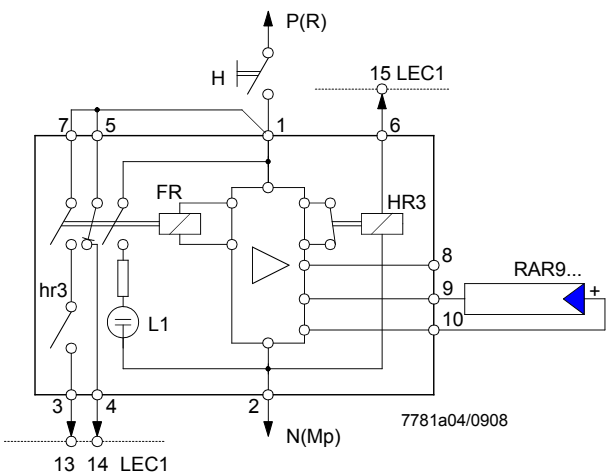 P(R)
H
15 LEC1
7 5 1 6
FR
HR3
8
RAR9...
9
+
hr3
10
L1
3 4 2
7781a04/0908
N(Mp)
13 14 LEC1